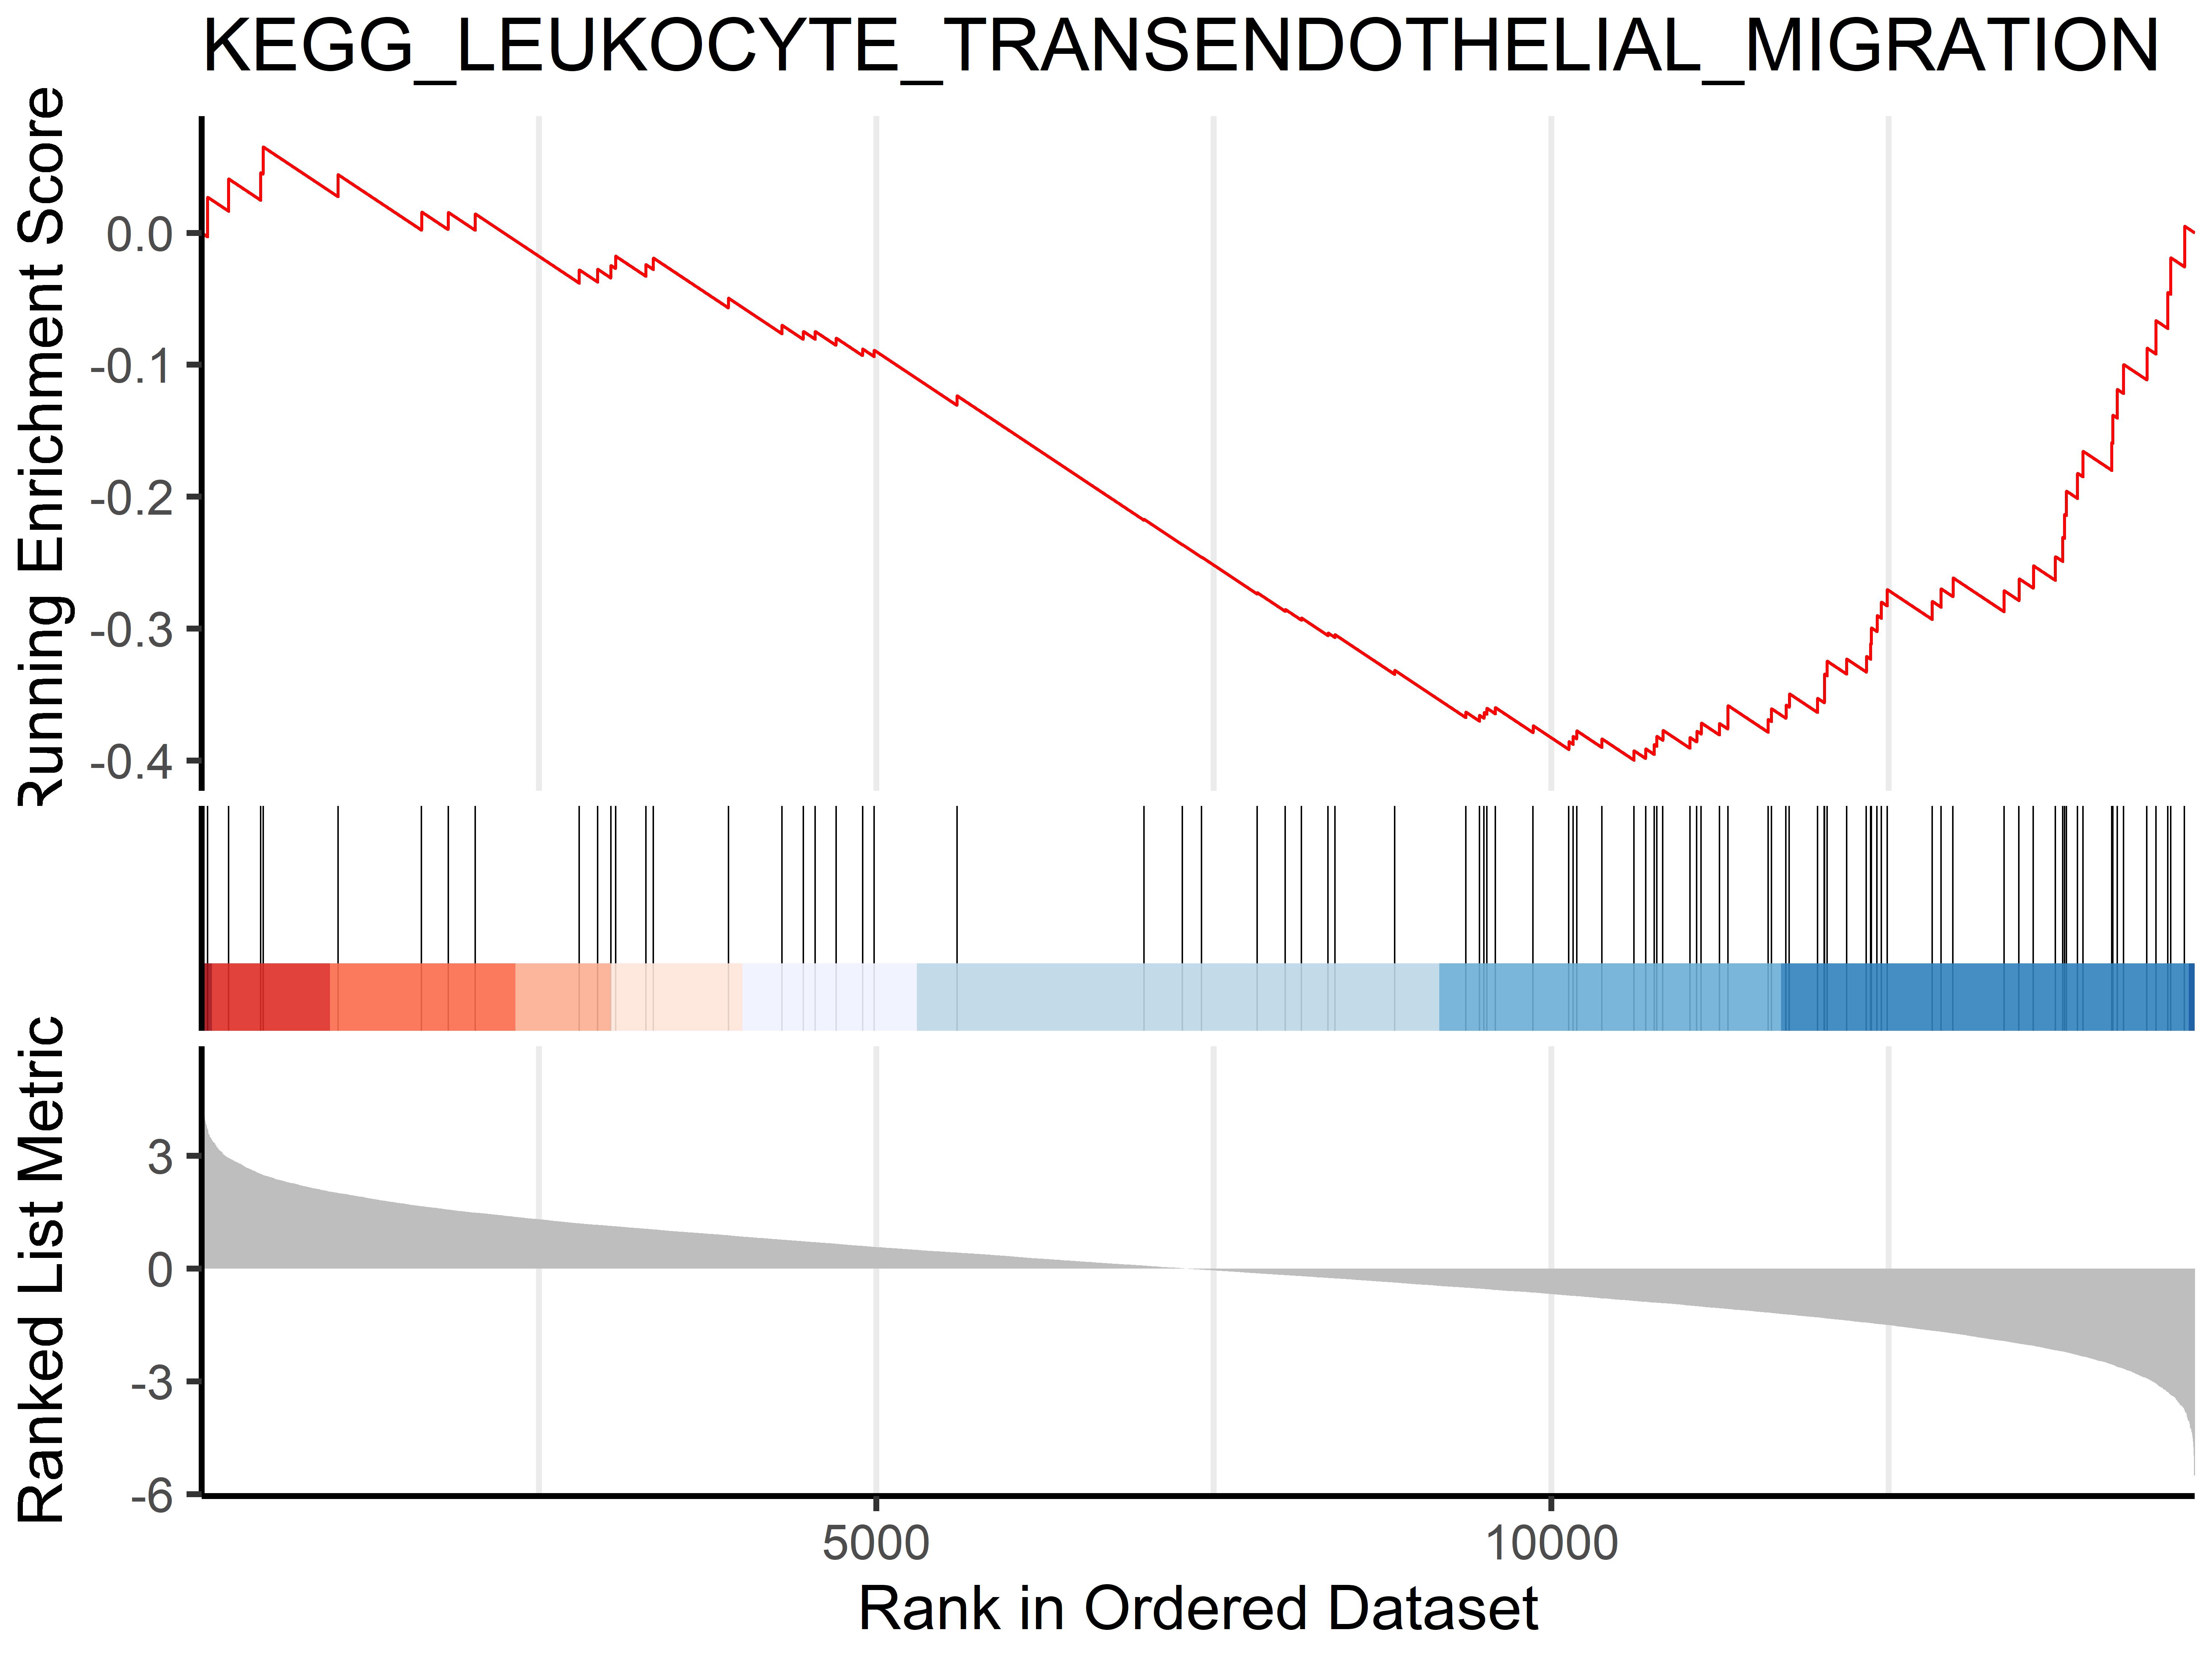 KEGG_LEUKOCYTE_TRANSENDOTHELIAL_MIGRATION
Running Enrichment Score
0.0
-0.1
-0.2
-0.3
-0.4
Ranked List Metric
3
0
-3
-6
5000 10000
Rank in Ordered Dataset